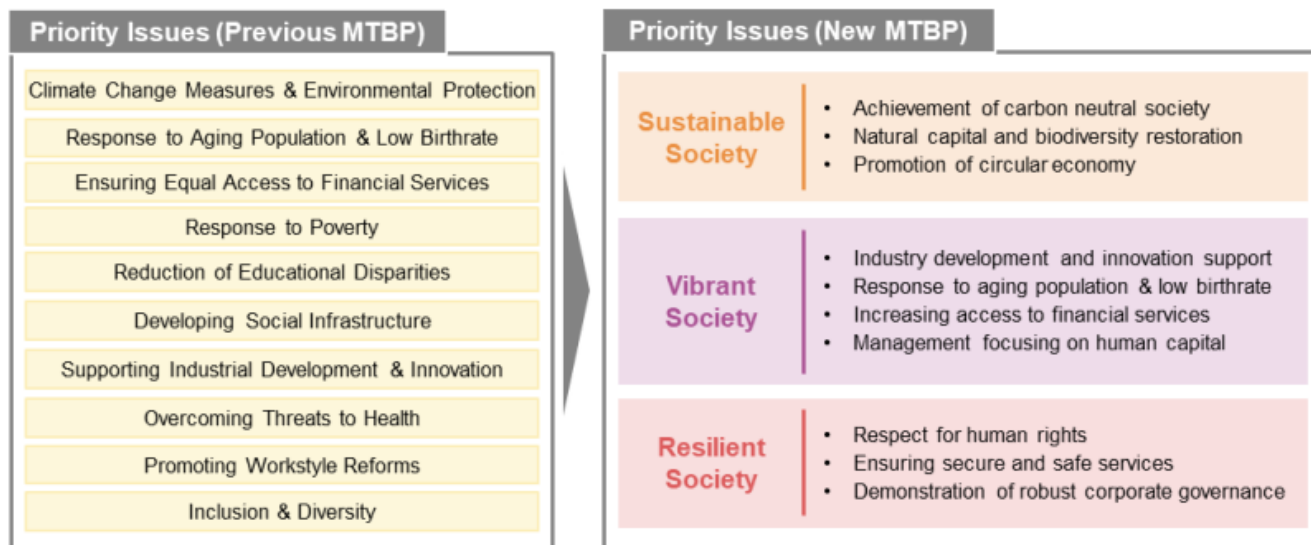 Priority Issues (Previous MTBP)
Climate Change Measures & Environmental Protection
Response to Aging Population & Low Birthrate
Ensuring Equal Access to Financial Services
Response to Poverty
Reduction of Educational Disparities
Developing Social Infrastructure
Supporting Industrial Development & Innovation
Overcoming Threats to Health
Promoting Workstyle Reforms
Inclusion & Diversity
Priority Issues (New MTBP)
Sustainable
Society
• Achievement of carbon neutral society
• Natural capital and biodiversity restoration
• Promotion of circular economy
Vibrant
Society
• Industry development and innovation support
• Response to aging population & low birthrate
• Increasing access to financial services
• Management focusing on human capital
Resilient
Society
• Respect for human rights
• Ensuring secure and safe services
• Demonstration of robust corporate governance